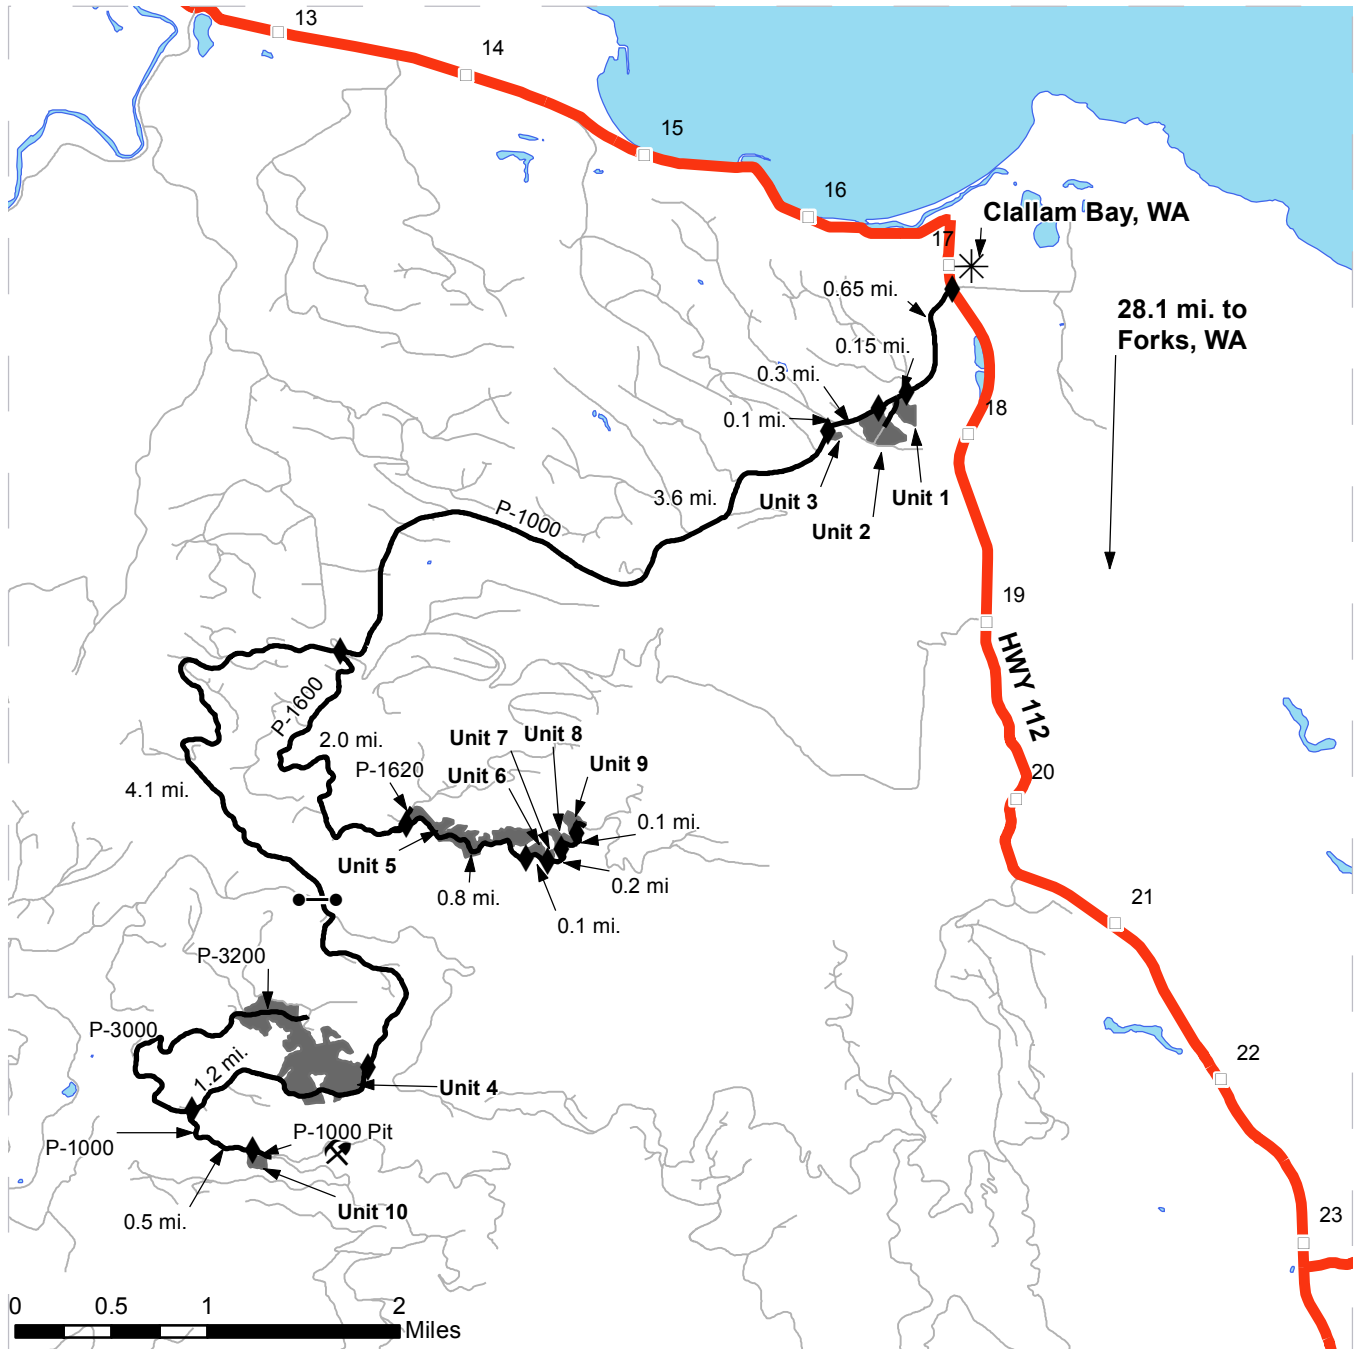 13
14
15
16
Clallam Bay, WA
17
0.65 mi.
28.1 mi. to
Forks, WA
0.15 mi.
0.3 mi.
0.1 mi.
18
3.6 mi.
Unit 3
Unit 1
Unit 2
P-1000
19
HWY 112
P-1600
2.0 mi.
Unit 7
Unit 8
P-1620
Unit 6
Unit 9
20
4.1 mi.
0.1 mi.
Unit 5
0.8 mi.
0.2 mi
0.1 mi.
21
P-3200
P-3000
1.2 mi.
Unit 4
22
P-1000
P-1000 Pit
0.5 mi.
Unit 10
23
0 0.5 1 2
Miles